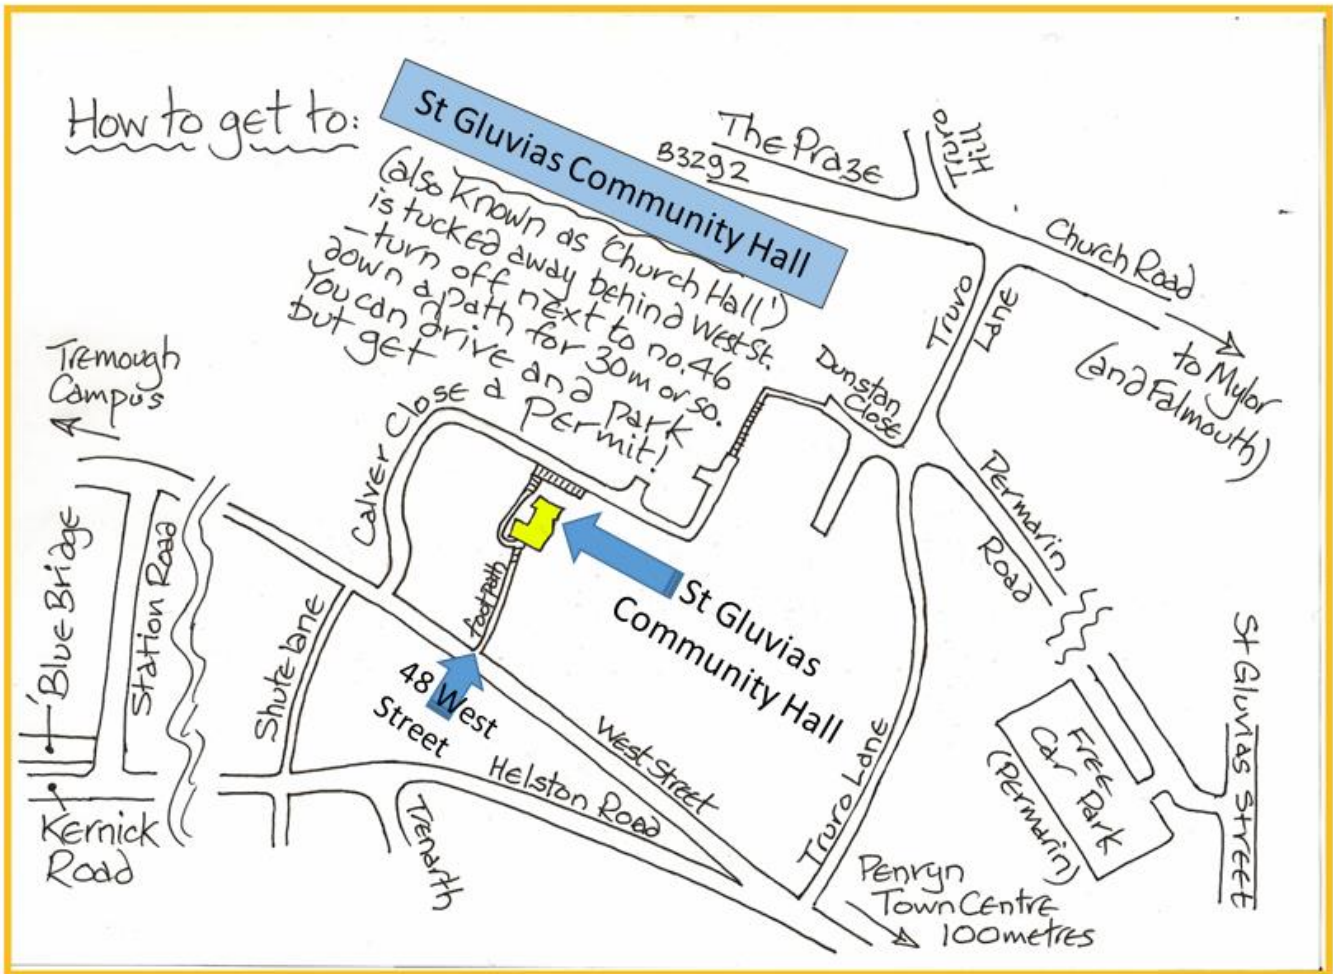 How to get to:
St Gluvias Community Hall
(also known as 'Church Hall')
is tucked away behind West St.
- turn off next to no. 46
down a path for 30m or so.
You can drive and park
but get a permit!
The Praze
B3292
Truro
Hill
Church Road
to Mylor
(and Falmouth)
Truro
Lane
Dunstan
Close
Permarin
Road
Tremough
Campus
Calver Close
Blue Bridge
Station Road
Shute lane
footpath
St Gluvias
Community Hall
48 West
Street
West Street
Helston Road
Trenarth
Truro Lane
Free
Car Park
(Permarin)
St Gluvias Street
Kernick
Road
Penryn
Town Centre
100metres